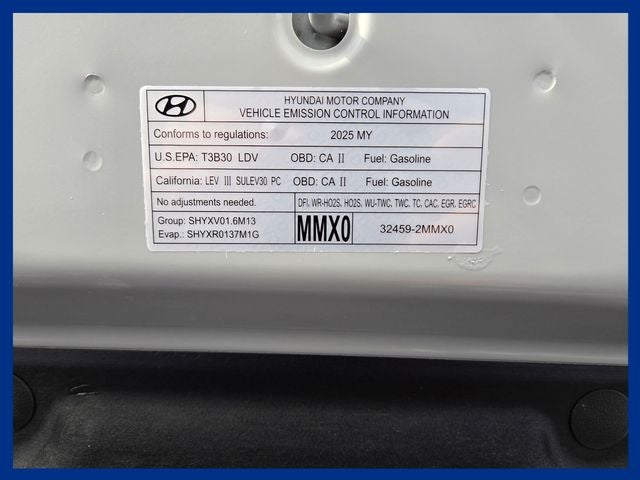 HYUNDAI MOTOR COMPANY
VEHICLE EMISSION CONTROL INFORMATION
Conforms to regulations: 2025 MY
U.S.EPA: T3B30 LDV OBD: CA II Fuel: Gasoline
California: LEV III SULEV30 PC OBD: CA II Fuel: Gasoline
No adjustments needed. DFI, WR-HO2S, HO2S, WU-TWC, TWC, TC, CAC, EGR, EGRC
Group: SHYXV01.6M13
Evap.: SHYXR0137M1G
MMX0
32459-2MMX0